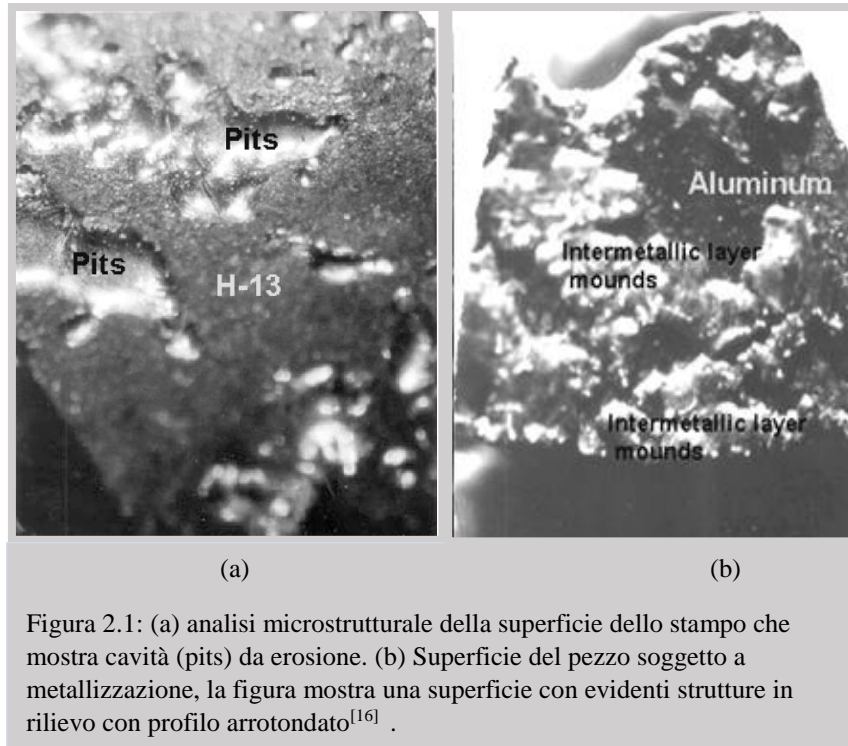 Pits
Pits
H-13
Aluminum
Intermetallic layer
mounds
Intermetallic layer
mounds
(a)
(b)
Figura 2.1: (a) analisi microstrutturale della superficie dello stampo che
mostra cavità (pits) da erosione. (b) Superficie del pezzo soggetto a
metallizzazione, la figura mostra una superficie con evidenti strutture in
rilievo con profilo arrotondato[16] .